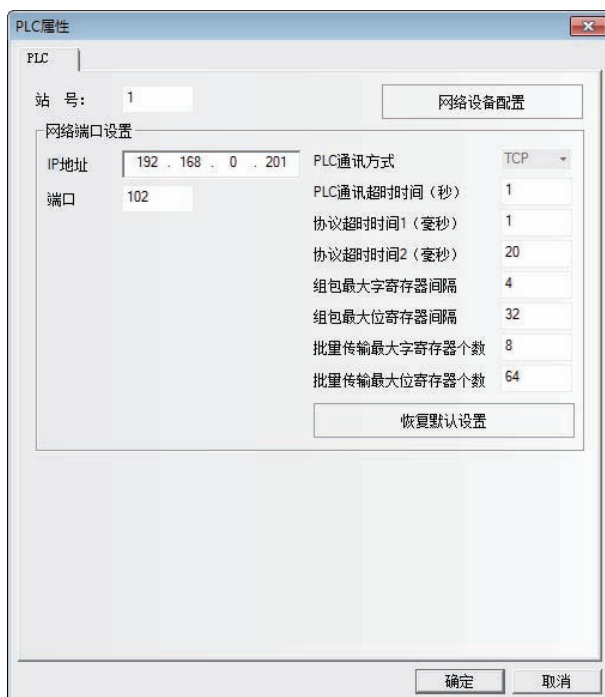 PLC属性
PLC
站 号： 1
网络设备配置
网络端口设置
IP地址 192 . 168 . 0 . 201
端口 102
PLC通讯方式 TCP
PLC通讯超时时间（秒） 1
协议超时时间1（毫秒） 1
协议超时时间2（毫秒） 20
组包最大字寄存器间隔 4
组包最大位寄存器间隔 32
批量传输最大字寄存器个数 8
批量传输最大位寄存器个数 64
恢复默认设置
确定 取消